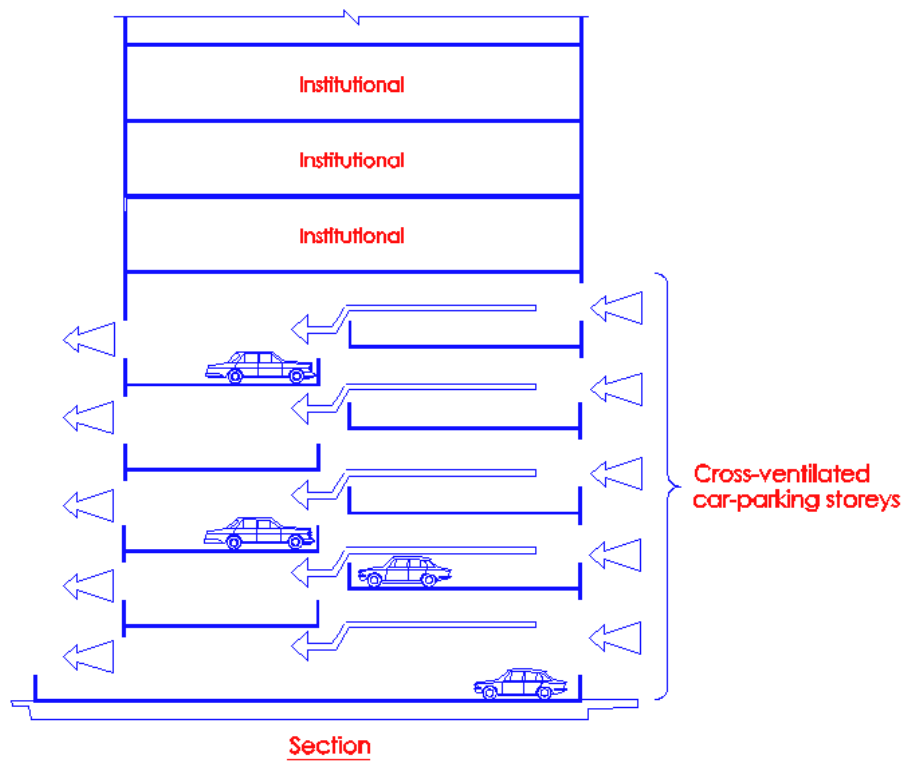 Institutional
Institutional
Institutional
Cross-ventilated
car-parking storeys
Section